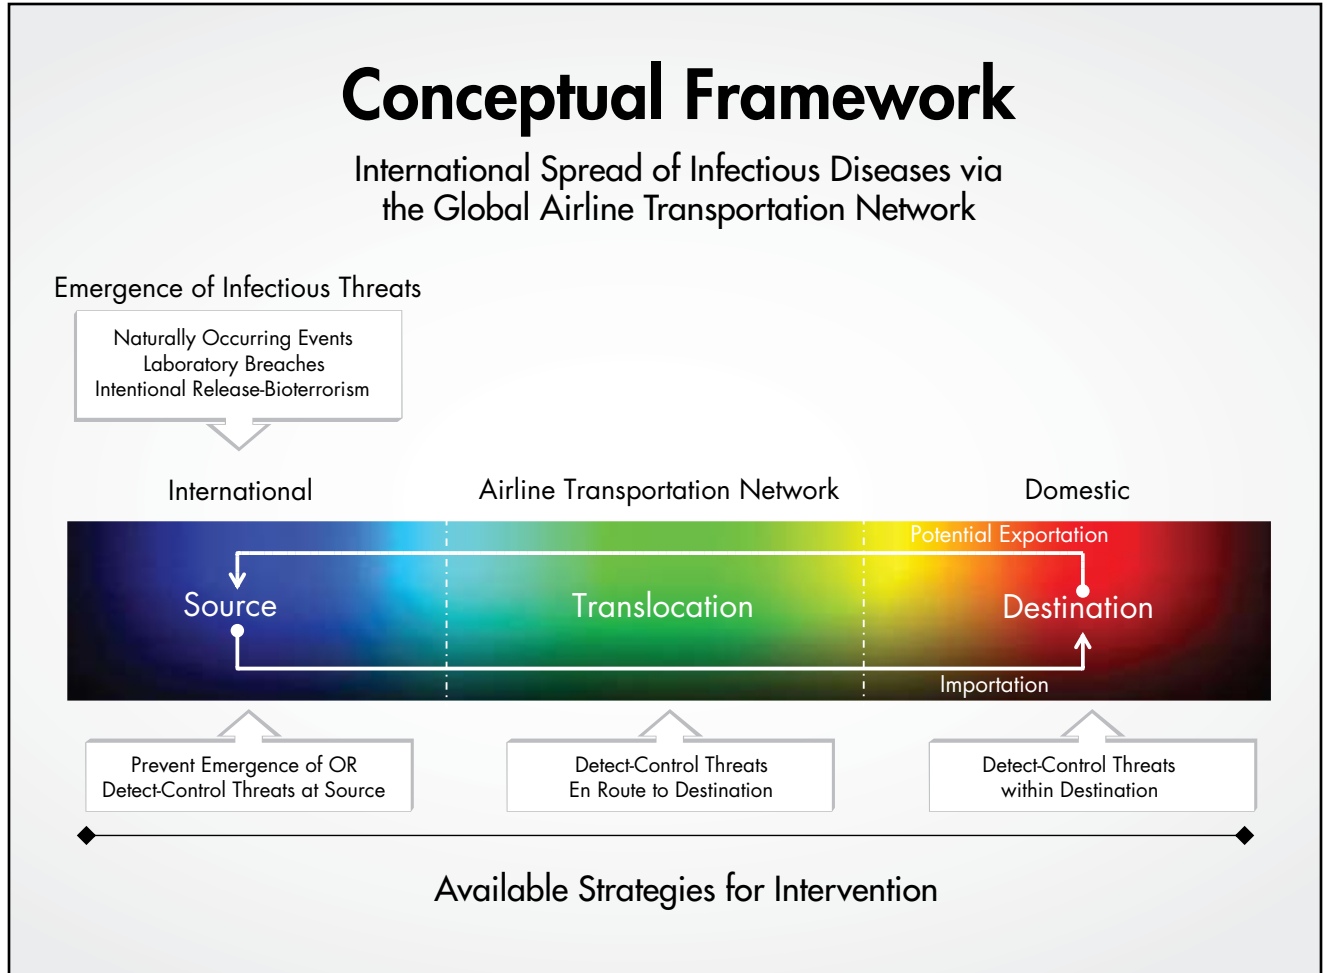 Conceptual Framework
International Spread of Infectious Diseases via
the Global Airline Transportation Network
Emergence of Infectious Threats
Naturally Occurring Events
Laboratory Breaches
Intentional Release-Bioterrorism
International
Airline Transportation Network
Domestic
Potential Exportation
Source
Translocation
Destination
Importation
Prevent Emergence of OR
Detect-Control Threats at Source
Detect-Control Threats
En Route to Destination
Detect-Control Threats
within Destination
Available Strategies for Intervention